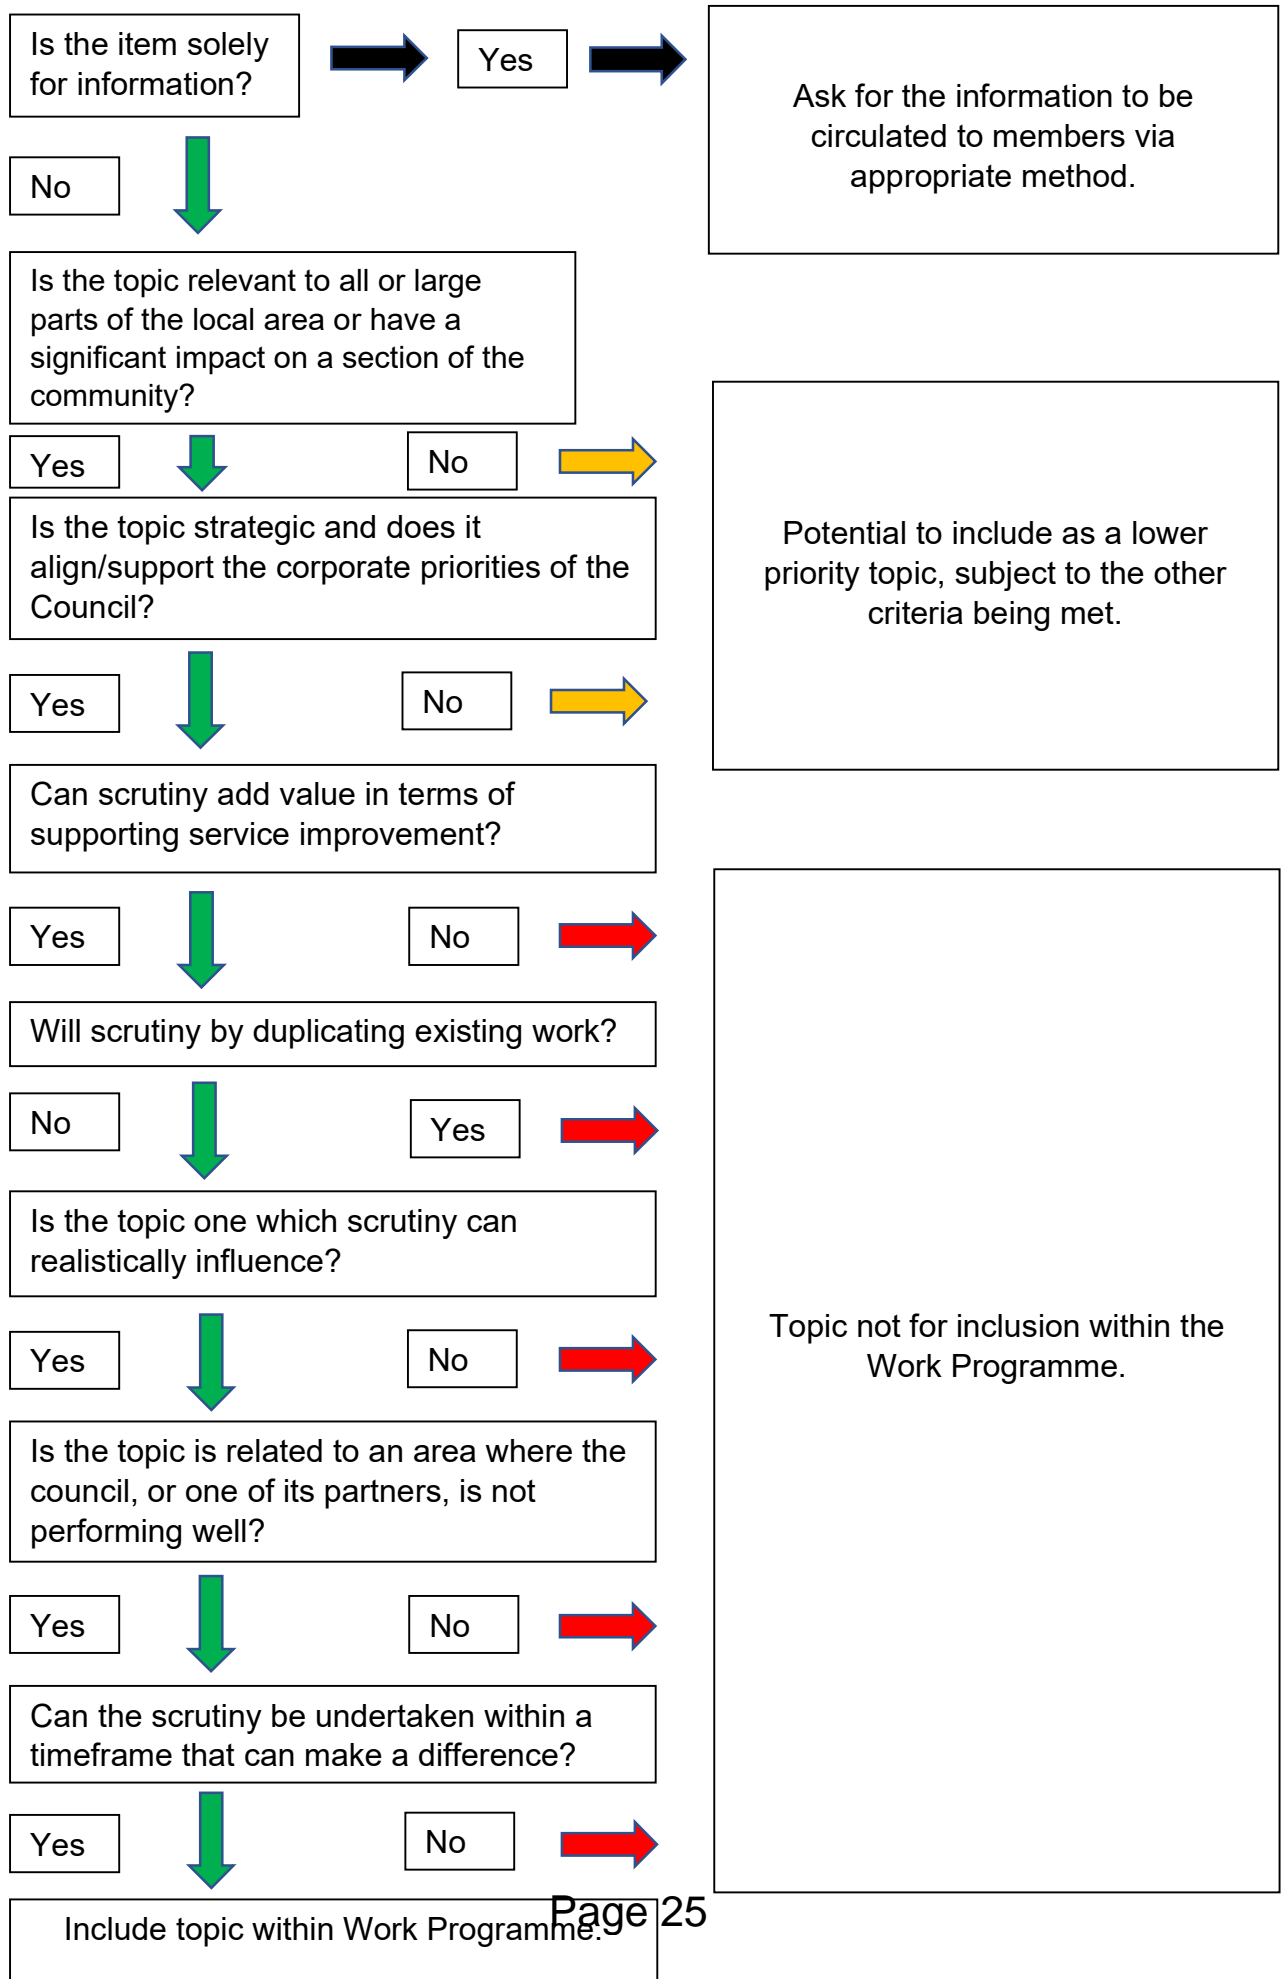 Is the item solely
for information?
Yes
Ask for the information to be
circulated to members via
appropriate method.
No
Is the topic relevant to all or large
parts of the local area or have a
significant impact on a section of the
community?
Yes
No
Potential to include as a lower
priority topic, subject to the other
criteria being met.
Is the topic strategic and does it
align/support the corporate priorities of the
Council?
Yes
No
Can scrutiny add value in terms of
supporting service improvement?
Yes
No
Topic not for inclusion within the
Work Programme.
Will scrutiny by duplicating existing work?
No
Yes
Is the topic one which scrutiny can
realistically influence?
Yes
No
Is the topic is related to an area where the
council, or one of its partners, is not
performing well?
Yes
No
Can the scrutiny be undertaken within a
timeframe that can make a difference?
Yes
No
Include topic within Work Programme.
Page 25